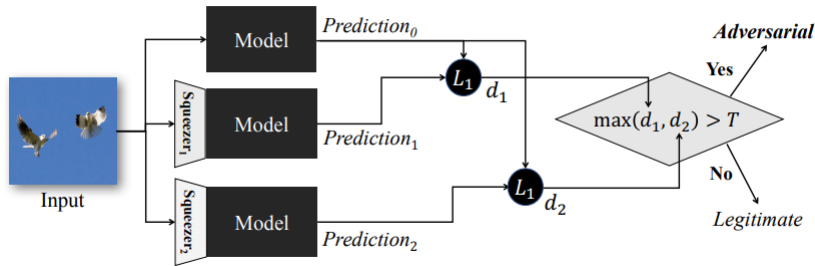 Model
Prediction₀
Adversarial
Yes
L₁
d₁
Squeezer₁
Model
Prediction₁
max(d₁, d₂) > T
Input
Squeezer₂
Model
Prediction₂
L₁
d₂
No
Legitimate